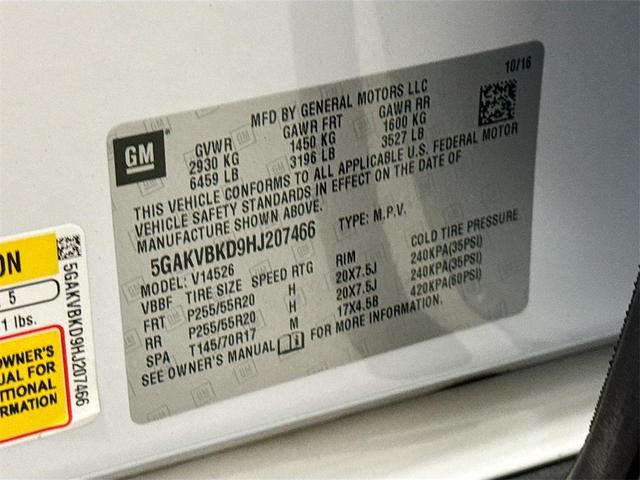 10/16
MFD BY GENERAL MOTORS LLC
GM
GVWR GAWR FRT GAWR RR
2930 KG 1450 KG 1600 KG
6459 LB 3196 LB 3527 LB
THIS VEHICLE CONFORMS TO ALL APPLICABLE U.S. FEDERAL MOTOR
VEHICLE SAFETY STANDARDS IN EFFECT ON THE DATE OF
MANUFACTURE SHOWN ABOVE.
5GAKVBKD9HJ207466 TYPE: M.P.V.
MODEL: V14526
VBBF TIRE SIZE SPEED RTG RIM COLD TIRE PRESSURE
FRT P255/55R20 H 20X7.5J 240KPA(35PSI)
RR P255/55R20 H 20X7.5J 240KPA(35PSI)
SPA T145/70R17 M 17X4.5B 420KPA(60PSI)
SEE OWNER'S MANUAL FOR MORE INFORMATION.
ON
5
1 lbs.
OWNER'S
UAL FOR
ITIONAL
RMATION
5GAKVBKD9HJ207466